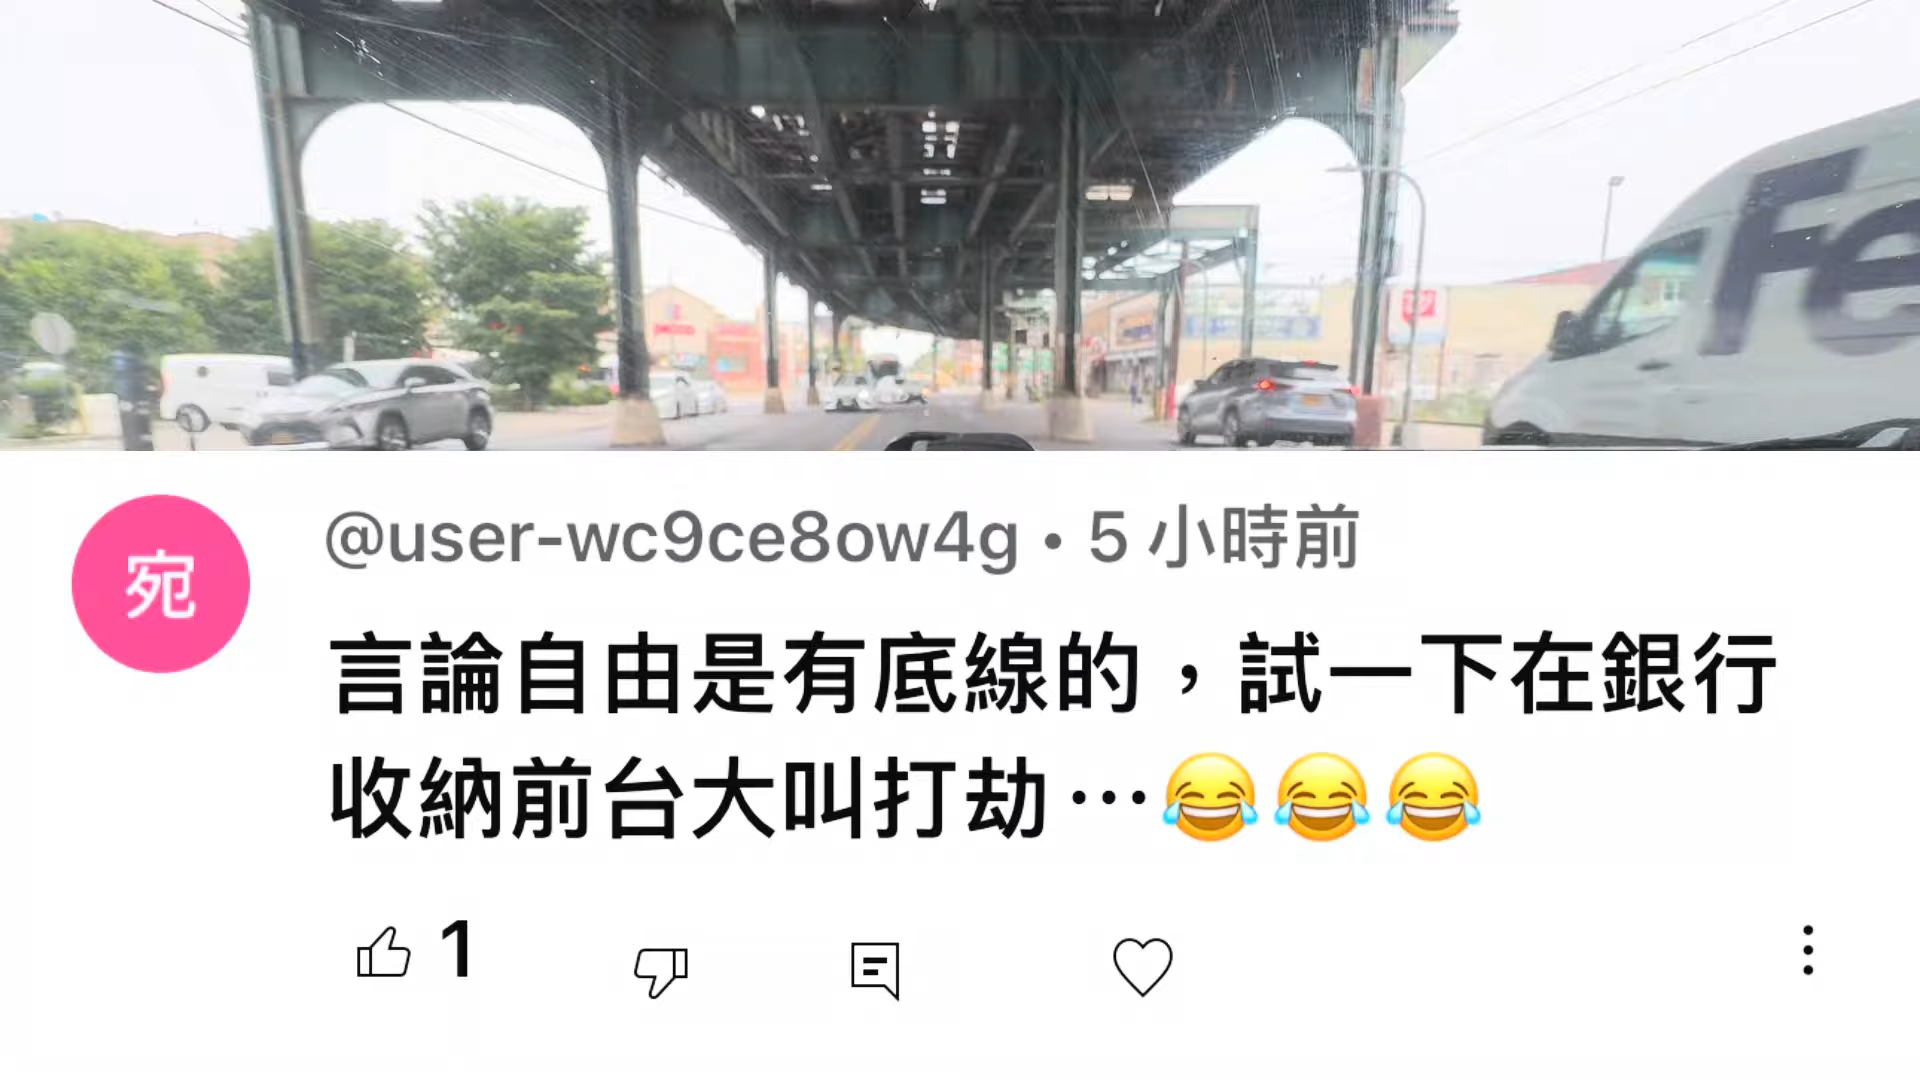 Fe
宛
@user-wc9ce8ow4g • 5 小時前
言論自由是有底線的，試一下在銀行
收納前台大叫打劫…😂😂😂
1